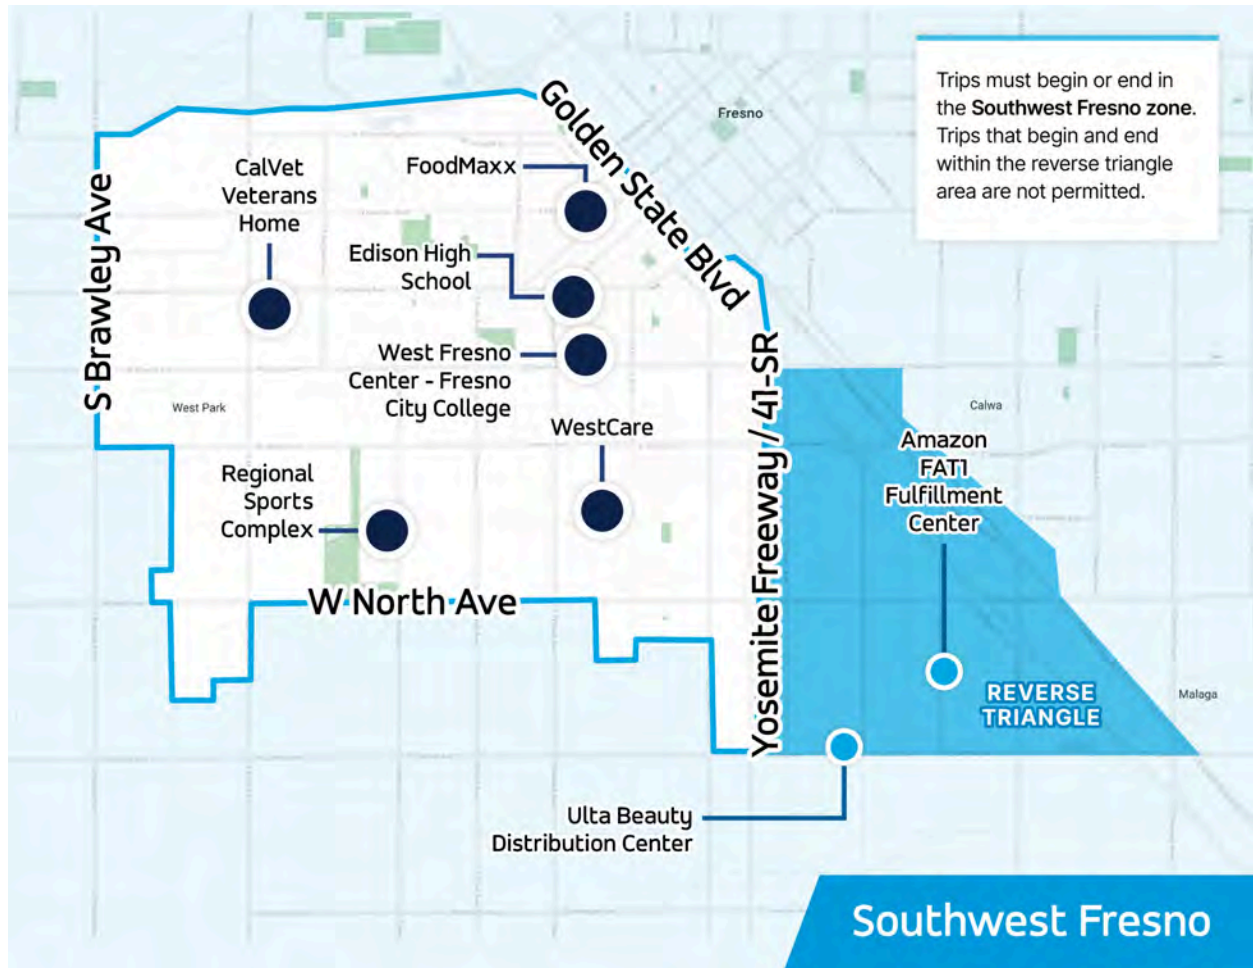 Trips must begin or end in
the Southwest Fresno zone.
Trips that begin and end
within the reverse triangle
area are not permitted.
Golden State Blvd
Fresno
CalVet
Veterans
Home
FoodMaxx
S Brawley Ave
Edison High
School
West Fresno
Center - Fresno
City College
West Park
WestCare
Yosemite Freeway / 41-SR
Calwa
Amazon
FAT1
Fulfillment
Center
Regional
Sports
Complex
W North Ave
REVERSE
TRIANGLE
Malaga
Ulta Beauty
Distribution Center
Southwest Fresno